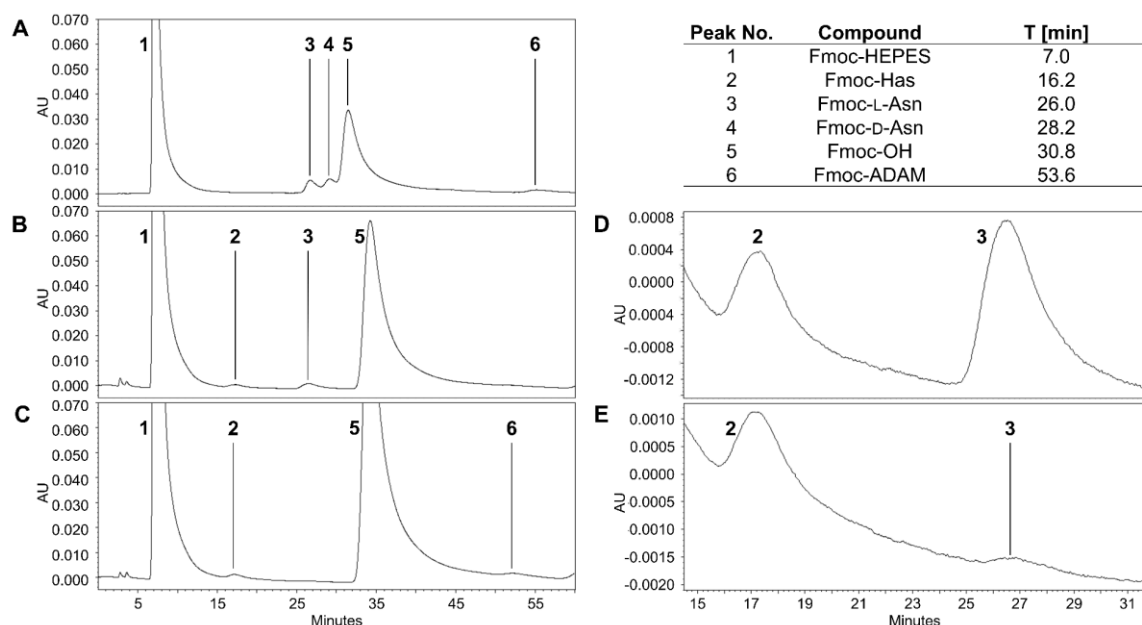 A
0.070
0.060
0.050
0.040
0.030
0.020
0.010
0.000
AU
1
3 4 5
6
B
0.070
0.060
0.050
0.040
0.030
0.020
0.010
0.000
AU
1
2
3
5
C
0.070
0.060
0.050
0.040
0.030
0.020
0.010
0.000
AU
1
2
5
6
5 15 25 35 45 55
Minutes
Peak No. Compound T [min]
1 Fmoc-HEPES 7.0
2 Fmoc-Has 16.2
3 Fmoc-L-Asn 26.0
4 Fmoc-D-Asn 28.2
5 Fmoc-OH 30.8
6 Fmoc-ADAM 53.6
D
0.0008
0.0004
0.0000
-0.0004
-0.0008
-0.0012
AU
2
3
E
0.0010
0.0005
0.0000
-0.0005
-0.0010
-0.0015
-0.0020
AU
2
3
15 17 19 21 23 25 27 29 31
Minutes